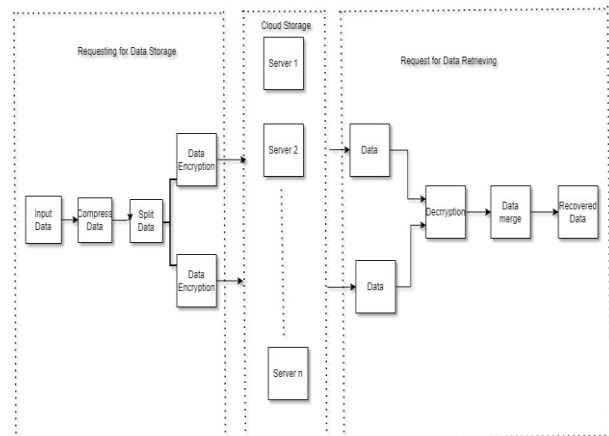 Requesting for Data Storage
Cloud Storage
Request for Data Retrieving
Server 1
Server 2
Server n
Input
Data
Compress
Data
Split
Data
Data
Encryption
Data
Encryption
Data
Data
Decrryption
Data
merge
Recovered
Data